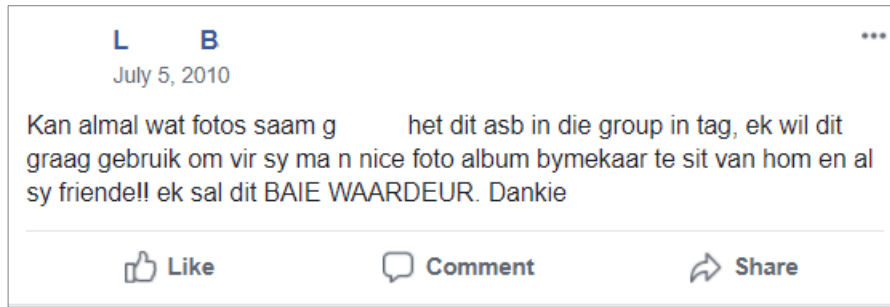 L B
July 5, 2010
Kan almal wat fotos saam g het dit asb in die group in tag, ek wil dit
graag gebruik om vir sy ma n nice foto album bymekaar te sit van hom en al
sy friende!! ek sal dit BAIE WAARDEUR. Dankie
Like Comment Share